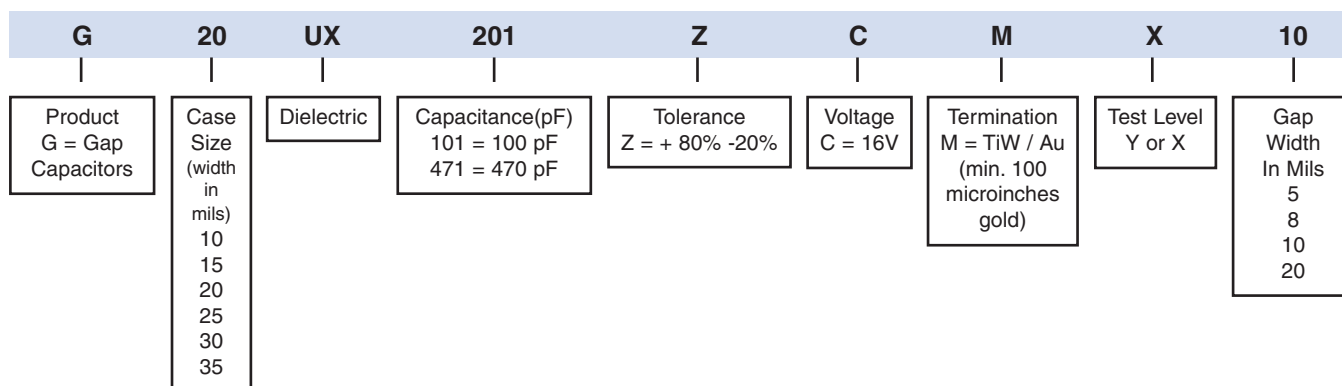 G 20 UX 201 Z C M X 10
Product
G = Gap
Capacitors
Case
Size
(width
in
mils)
10
15
20
25
30
35
Dielectric
Capacitance(pF)
101 = 100 pF
471 = 470 pF
Tolerance
Z = + 80% -20%
Voltage
C = 16V
Termination
M = TiW / Au
(min. 100
microinches
gold)
Test Level
Y or X
Gap
Width
In Mils
5
8
10
20